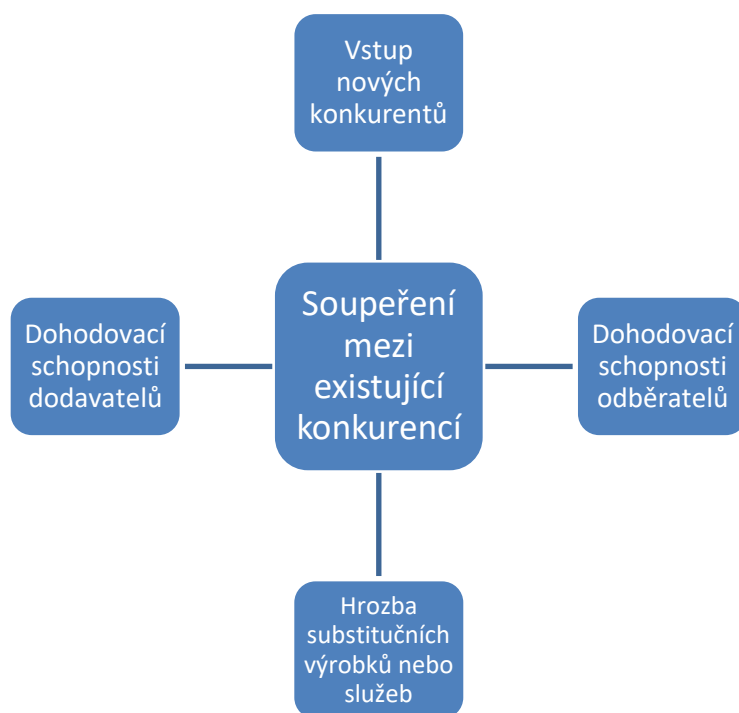 Vstup
nových
konkurentů
Dohodovací
schopnosti
dodavatelů
Soupeření
mezi
existující
konkurencí
Dohodovací
schopnosti
odběratelů
Hrozba
substitučních
výrobků nebo
služeb